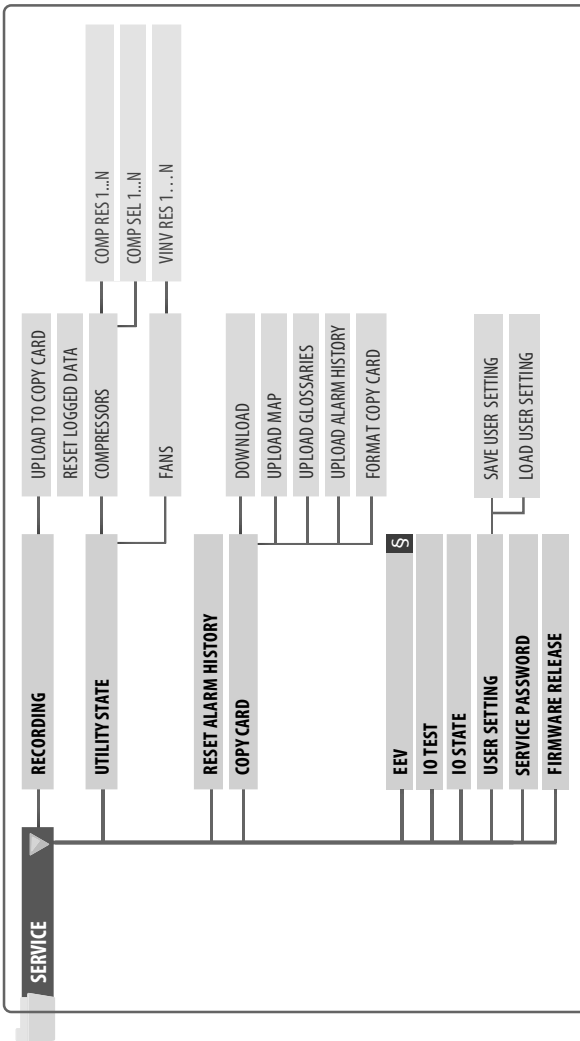 SERVICE
RECORDING
UPLOAD TO COPY CARD
RESET LOGGED DATA
UTILITY STATE
COMPRESSORS
COMP RES 1...N
COMP SEL 1...N
FANS
VINV RES 1...N
RESET ALARM HISTORY
COPY CARD
DOWNLOAD
UPLOAD MAP
UPLOAD GLOSSARIES
UPLOAD ALARM HISTORY
FORMAT COPY CARD
EEV §
IO TEST
IO STATE
USER SETTING
SAVE USER SETTING
LOAD USER SETTING
SERVICE PASSWORD
FIRMWARE RELEASE